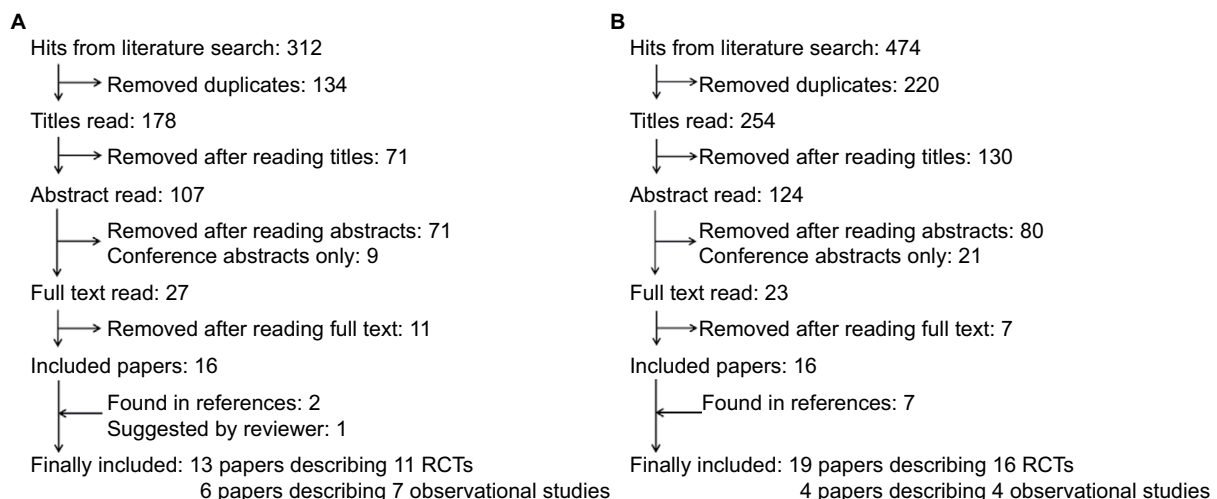 A
Hits from literature search: 312
Removed duplicates: 134
Titles read: 178
Removed after reading titles: 71
Abstract read: 107
Removed after reading abstracts: 71
Conference abstracts only: 9
Full text read: 27
Removed after reading full text: 11
Included papers: 16
Found in references: 2
Suggested by reviewer: 1
Finally included: 13 papers describing 11 RCTs
6 papers describing 7 observational studies
B
Hits from literature search: 474
Removed duplicates: 220
Titles read: 254
Removed after reading titles: 130
Abstract read: 124
Removed after reading abstracts: 80
Conference abstracts only: 21
Full text read: 23
Removed after reading full text: 7
Included papers: 16
Found in references: 7
Finally included: 19 papers describing 16 RCTs
4 papers describing 4 observational studies